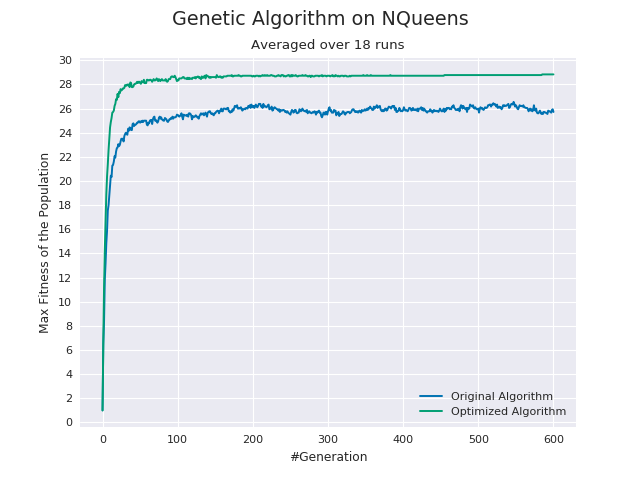 Genetic Algorithm on NQueens
Averaged over 18 runs
Max Fitness of the Population
30
28
26
24
22
20
18
16
14
12
10
8
6
4
2
0
0 100 200 300 400 500 600
#Generation
Original Algorithm
Optimized Algorithm